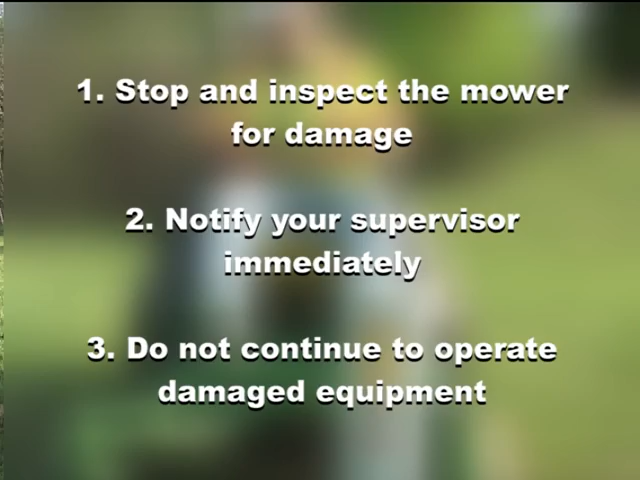 1. Stop and inspect the mower
for damage
2. Notify your supervisor
immediately
3. Do not continue to operate
damaged equipment